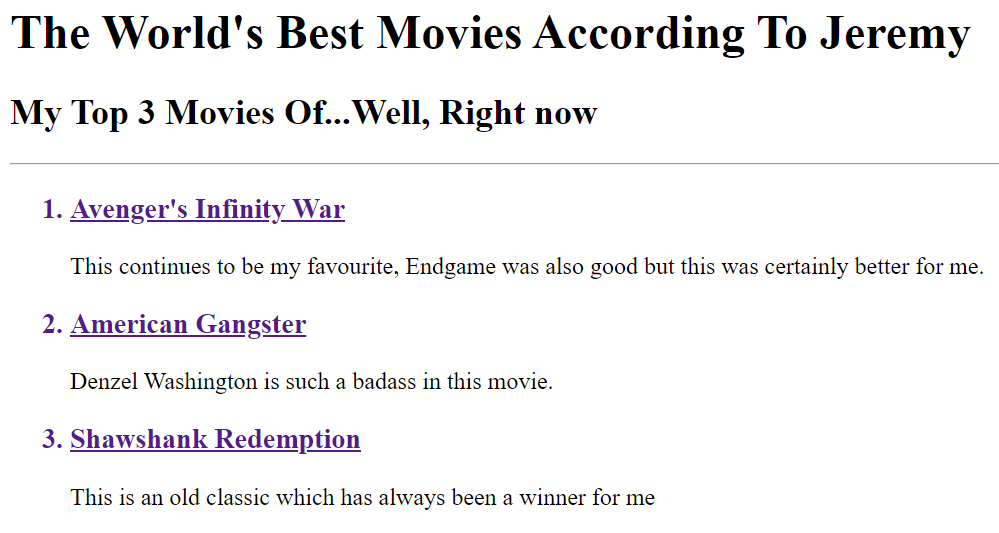 The World's Best Movies According To Jeremy
My Top 3 Movies Of...Well, Right now
1. Avenger's Infinity War
This continues to be my favourite, Endgame was also good but this was certainly better for me.
2. American Gangster
Denzel Washington is such a badass in this movie.
3. Shawshank Redemption
This is an old classic which has always been a winner for me